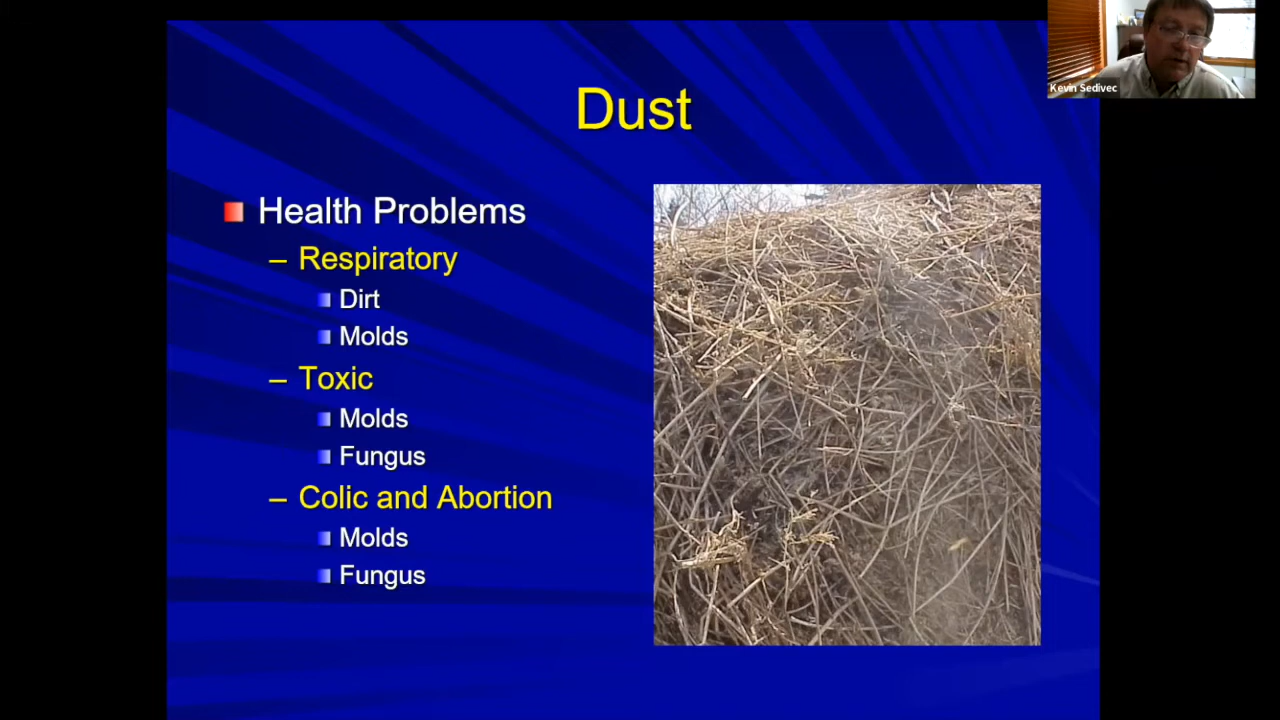 Kevin Sedivec
Dust
Health Problems
– Respiratory
Dirt
Molds
– Toxic
Molds
Fungus
– Colic and Abortion
Molds
Fungus